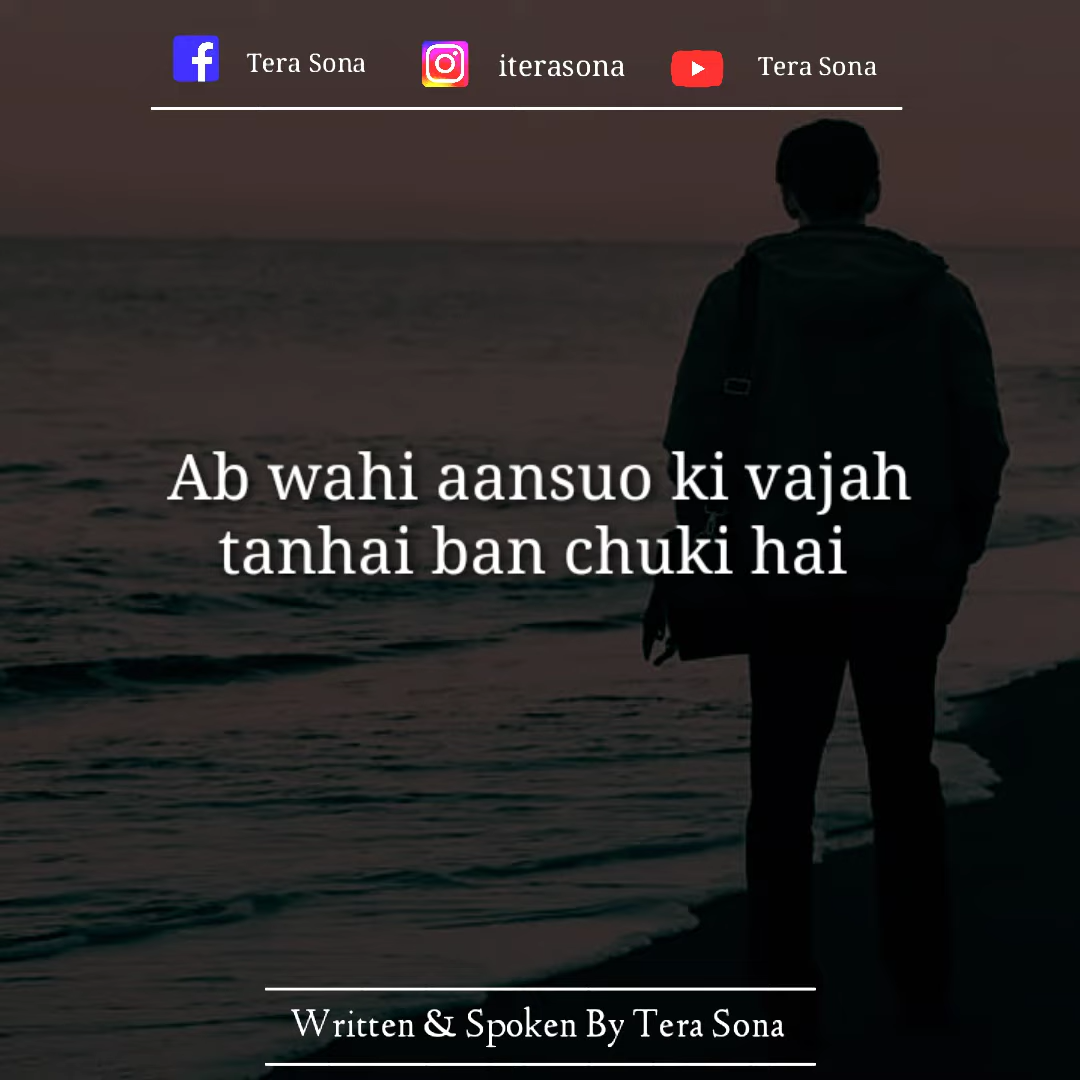 Tera Sona iterasona Tera Sona
Ab wahi aansuo ki vajah
tanhai ban chuki hai
Written & Spoken By Tera Sona